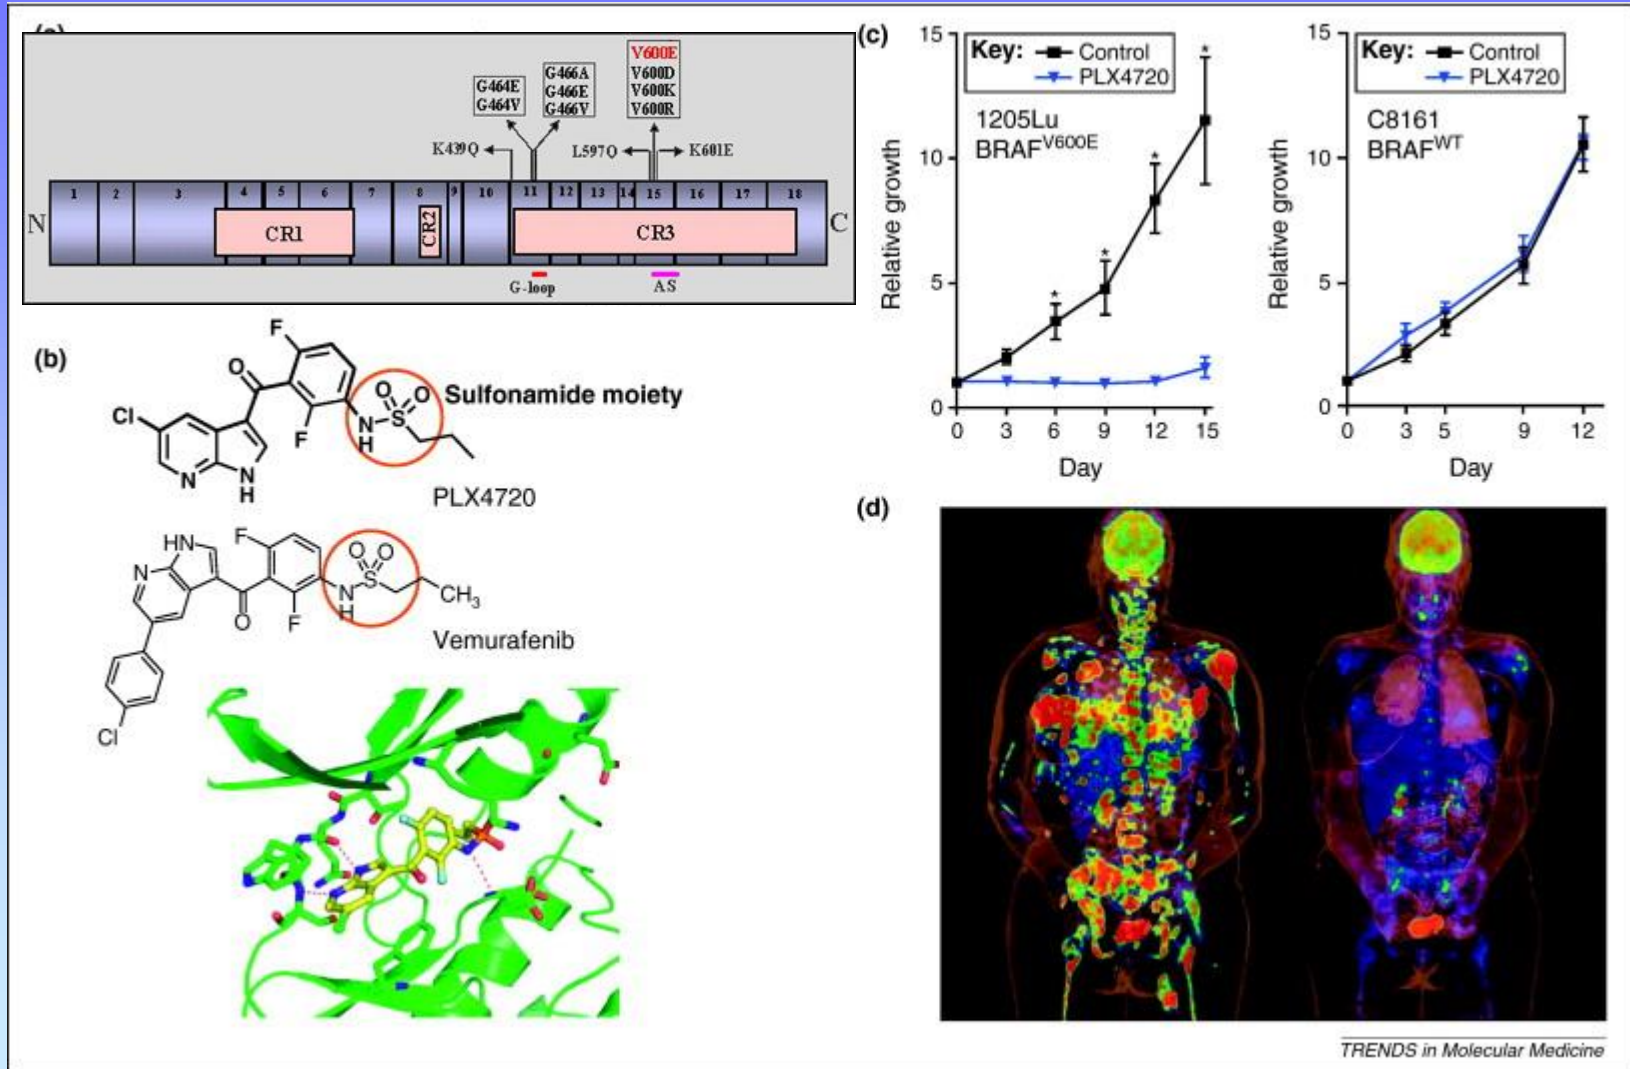 V600E
V600D
V600K
V600R
G466A
G466E
G466V
G464E
G464V
K439Q
L597Q
K601E
1 2 3 4 5 6 7 8 9 10 11 12 13 14 15 16 17 18
N
CR1
CR2
CR3
C
G-loop
AS
(b)
F
O
O O
Sulfonamide moiety
Cl
NH
S
F
N
NH
PLX4720
HN
F
O O
N
S
NH
CH3
O
F
Vemurafenib
Cl
(c)
15
10
5
0
Relative growth
Key:
Control
PLX4720
1205Lu
BRAFV600E
* * * * *
0 3 6 9 12 15
Day
15
10
5
0
Relative growth
Key:
Control
PLX4720
C8161
BRAFWT
0 3 5 9 12
Day
(d)
TRENDS in Molecular Medicine